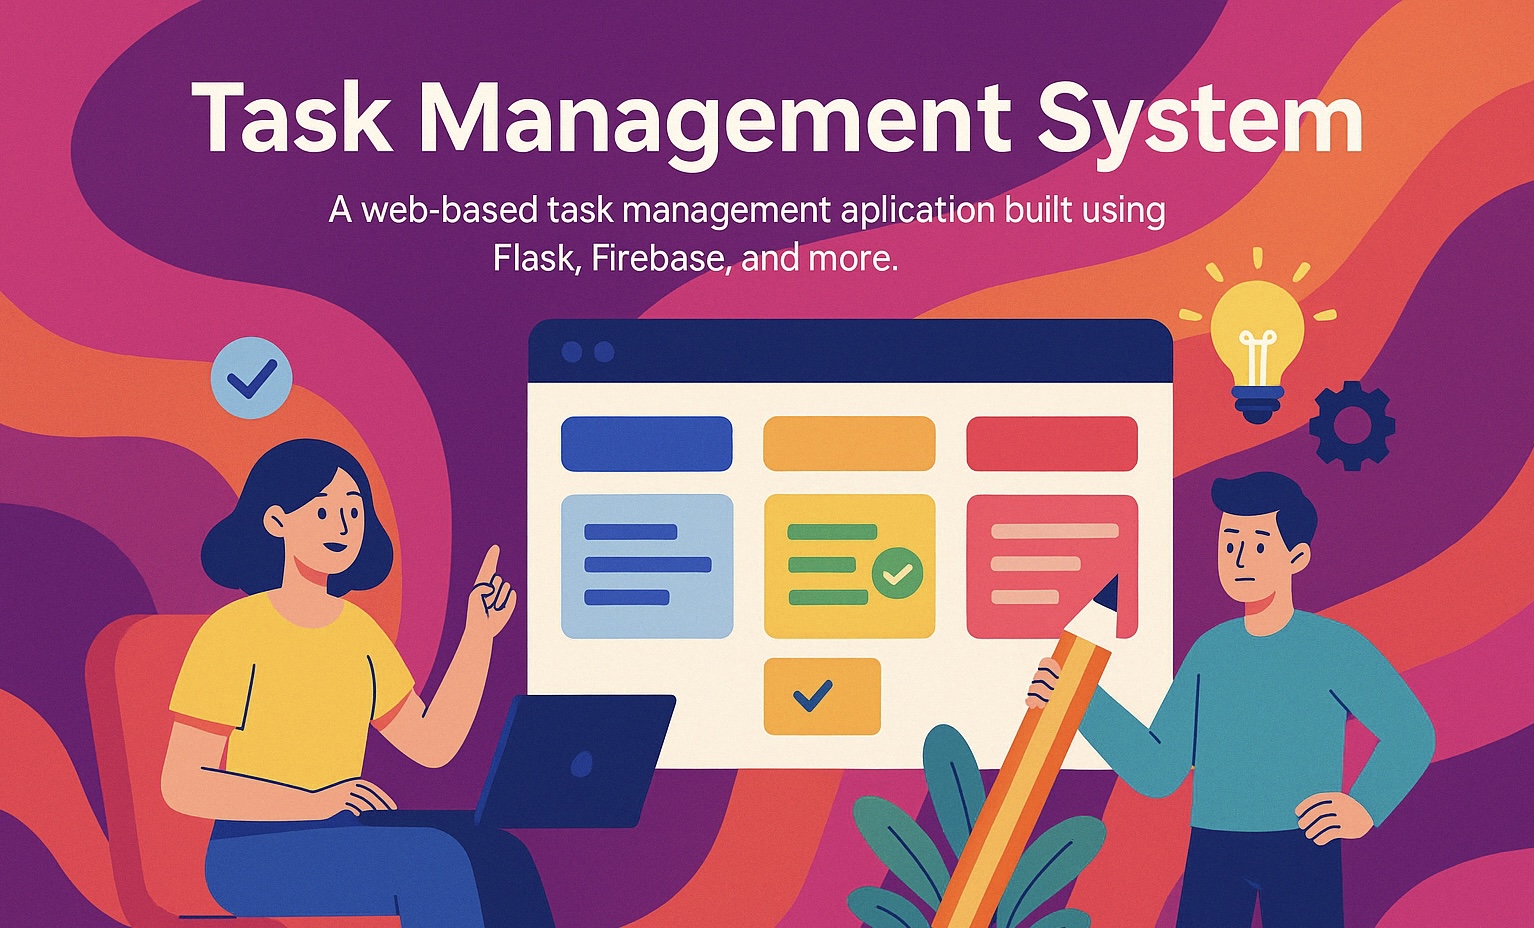 Task Management System
A web-based task management aplication built using
Flask, Firebase, and more.